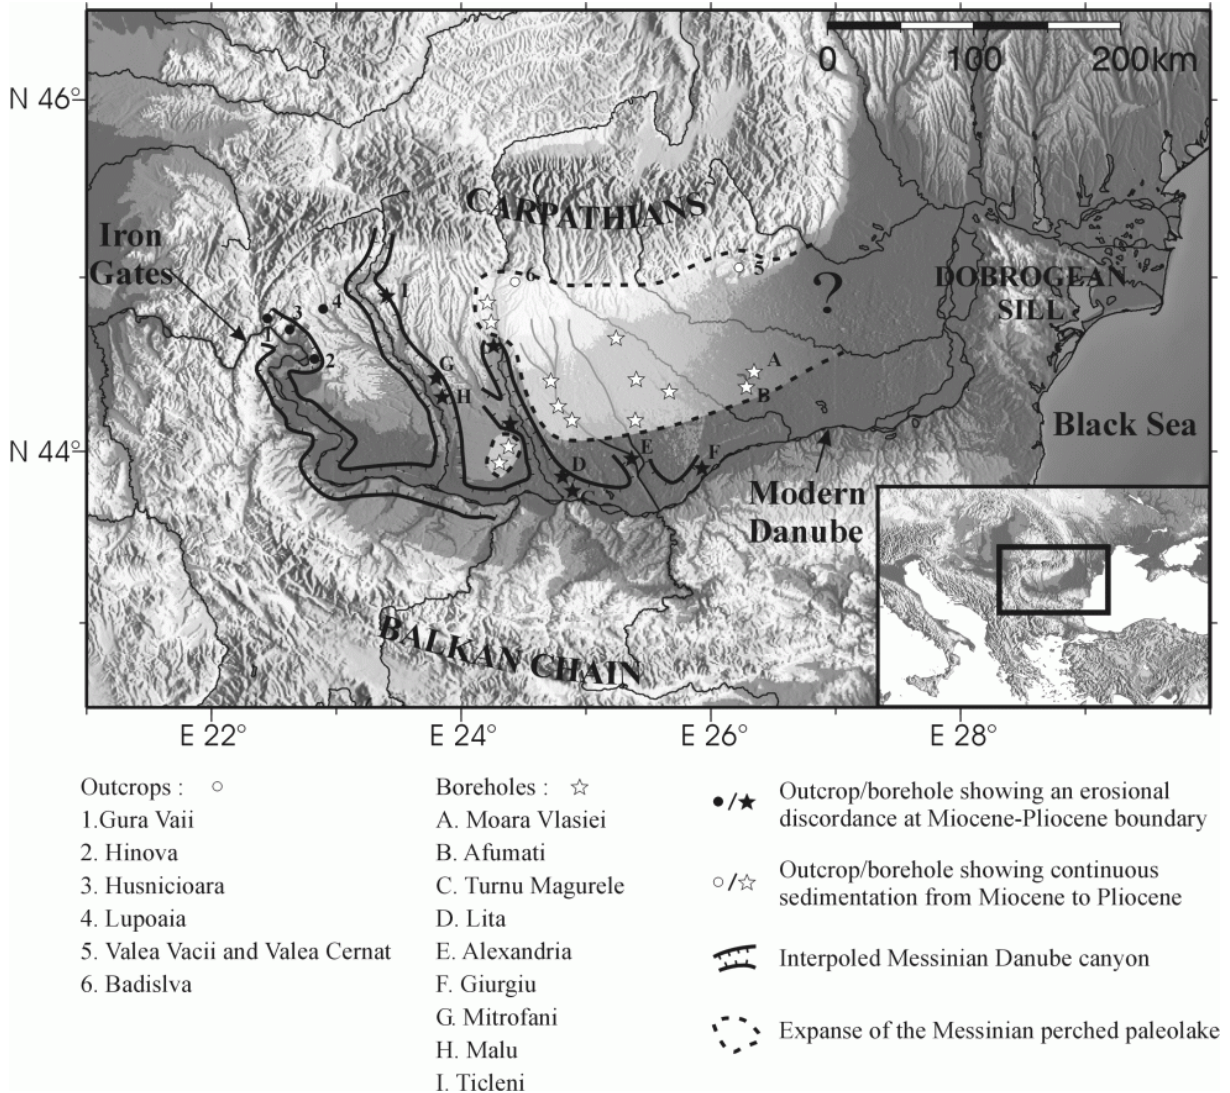 0 100 200km
N 46°
CARPATHIANS
Iron
Gates
6
5
?
DOBROGEAN
SILL
4
I
3
1
2
G
H
A
B
Black Sea
N 44°
E
F
D
C
Modern
Danube
BALKAN CHAIN
E 22° E 24° E 26° E 28°
Outcrops :
1.Gura Vaii
2. Hinova
3. Husnicioara
4. Lupoaia
5. Valea Vacii and Valea Cernat
6. Badislva
Boreholes :
A. Moara Vlasiei
B. Afumati
C. Turnu Magurele
D. Lita
E. Alexandria
F. Giurgiu
G. Mitrofani
H. Malu
I. Ticleni
Outcrop/borehole showing an erosional
discordance at Miocene-Pliocene boundary
Outcrop/borehole showing continuous
sedimentation from Miocene to Pliocene
Interpoled Messinian Danube canyon
Expanse of the Messinian perched paleolake